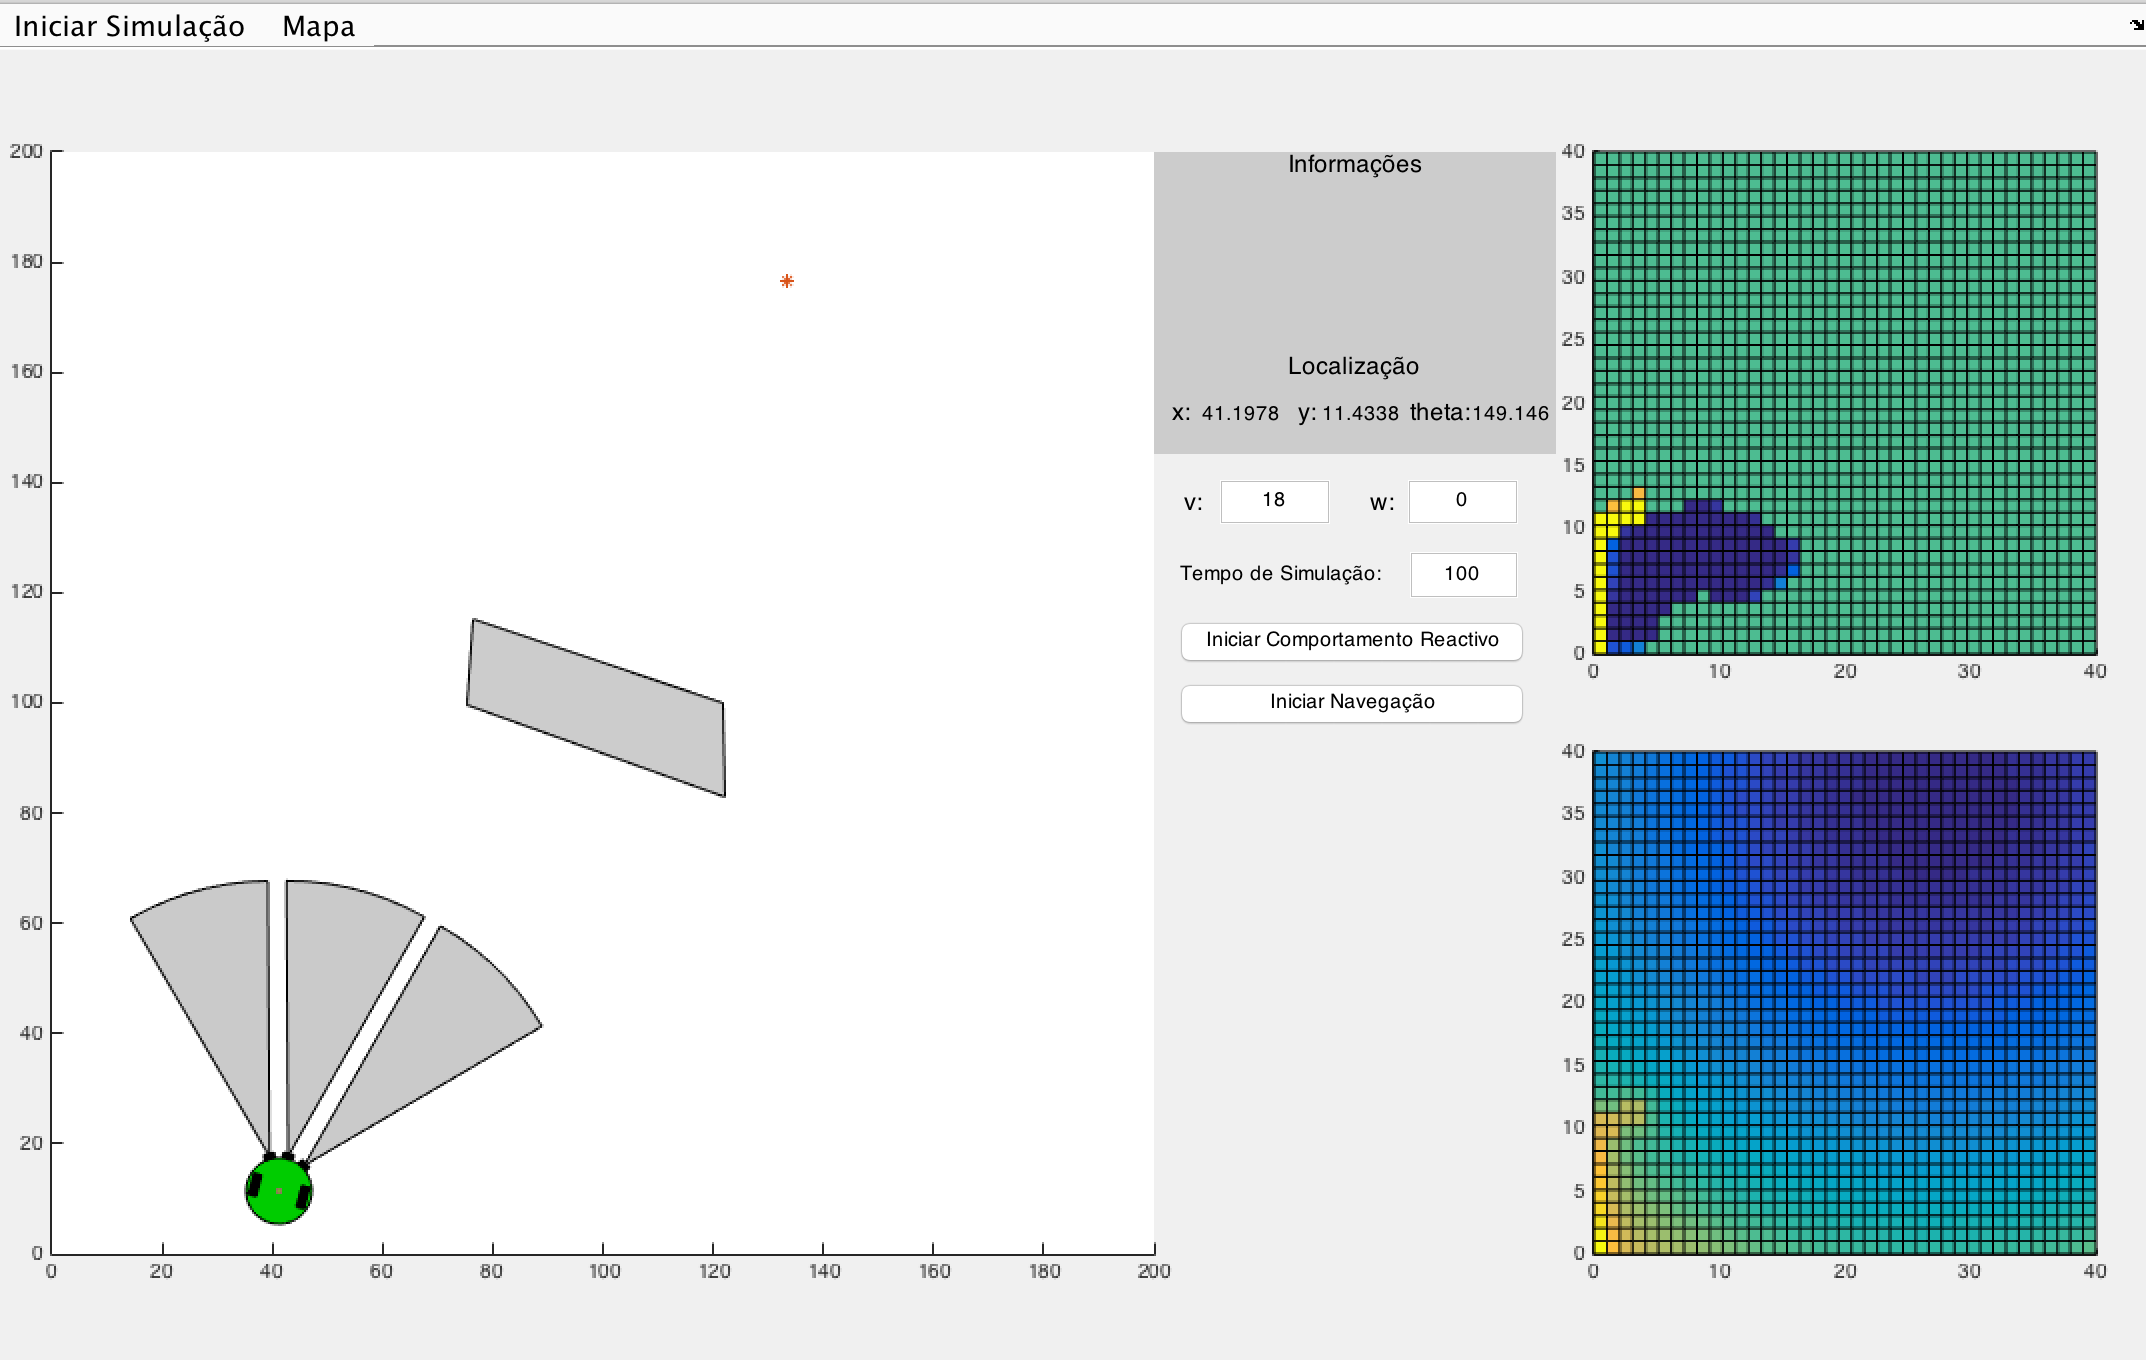 Iniciar Simulação Mapa
200
180
160
140
120
100
80
60
40
20
0
0 20 40 60 80 100 120 140 160 180 200
Informações
Localização
x: 41.1978 y: 11.4338 theta:149.146
v: 18 w: 0
Tempo de Simulação: 100
Iniciar Comportamento Reactivo
Iniciar Navegação
40
35
30
25
20
15
10
5
0
0 10 20 30 40
40
35
30
25
20
15
10
5
0
0 10 20 30 40